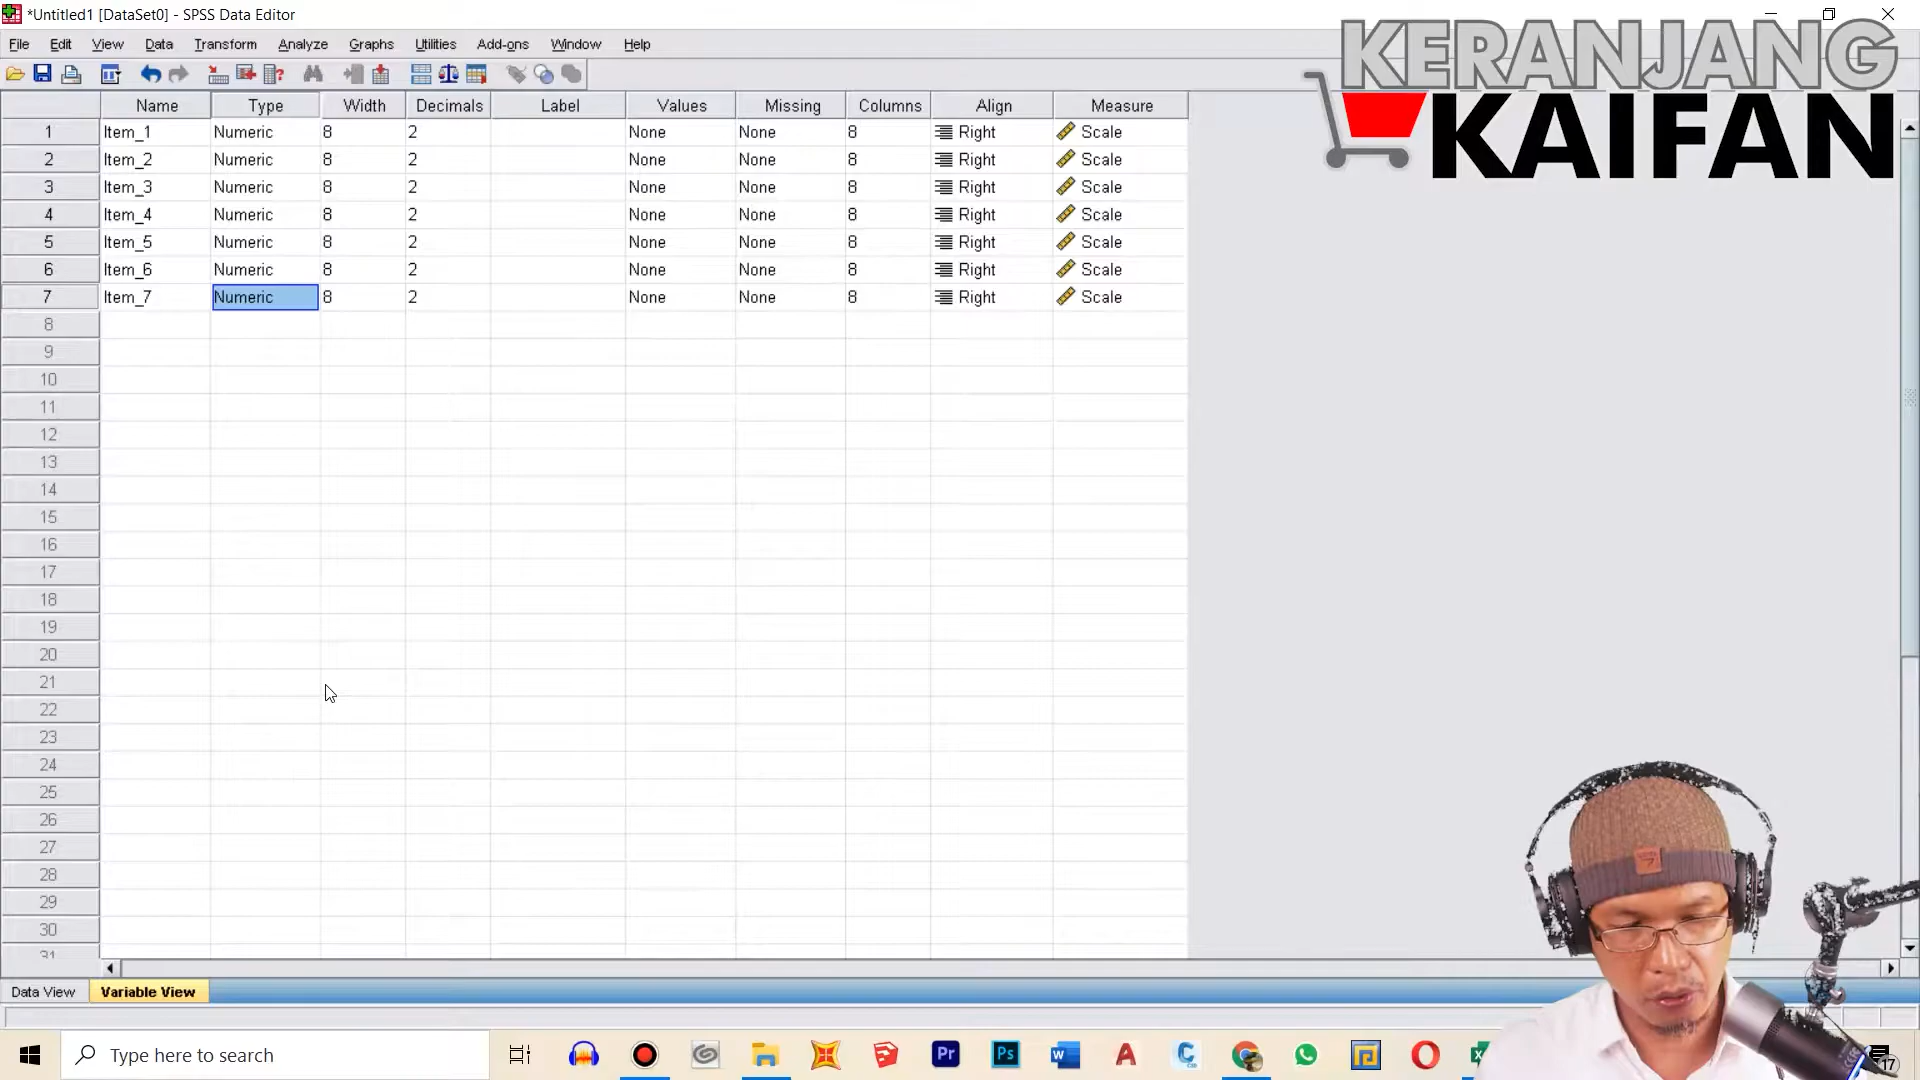 *Untitled1 [DataSet0] - SPSS Data Editor
File Edit View Data Transform Analyze Graphs Utilities Add-ons Window Help
KERANJANG
KAIFAN
Name Type Width Decimals Label Values Missing Columns Align Measure
1 Item_1 Numeric 8 2 None None 8 Right Scale
2 Item_2 Numeric 8 2 None None 8 Right Scale
3 Item_3 Numeric 8 2 None None 8 Right Scale
4 Item_4 Numeric 8 2 None None 8 Right Scale
5 Item_5 Numeric 8 2 None None 8 Right Scale
6 Item_6 Numeric 8 2 None None 8 Right Scale
7 Item_7 Numeric 8 2 None None 8 Right Scale
8
9
10
11
12
13
14
15
16
17
18
19
20
21
22
23
24
25
26
27
28
29
30
31
Data View Variable View
Type here to search
Pr Ps W A C 17